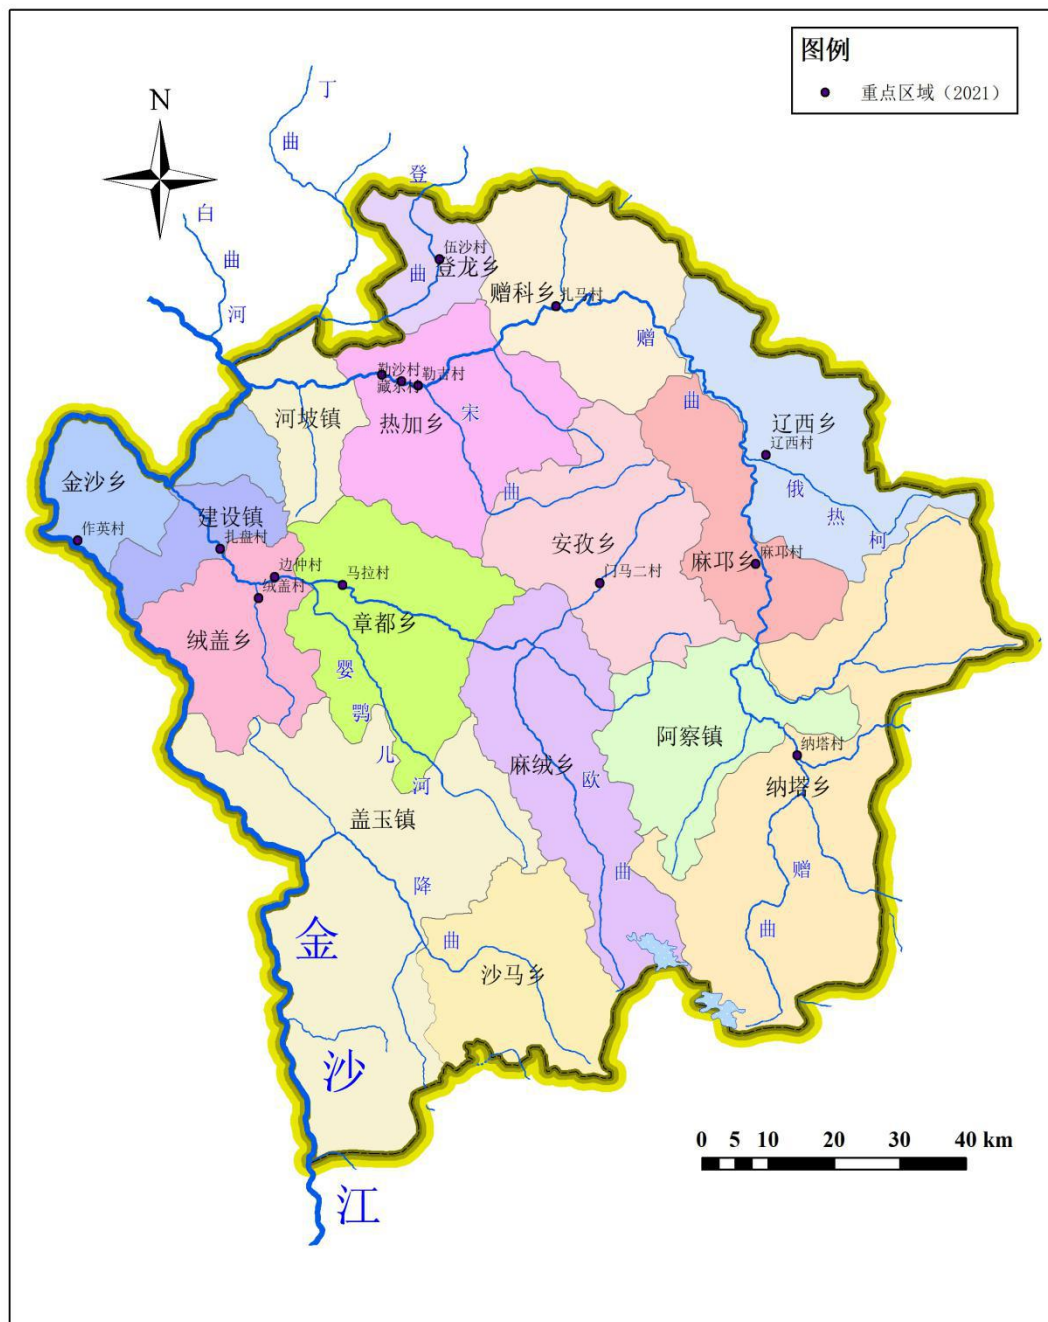 图例
重点区域（2021）
N
丁
曲
登
曲
白
曲
河
伍沙村
登龙乡
赠科乡
扎马村
赠
曲
勒沙村
勒古村
热加乡
宋
曲
河坡镇
辽西乡
辽西村
俄
热
柯
金沙乡
作英村
建设镇
扎盘村
安孜乡
门马二村
麻邛乡
麻邛村
边仲村
绒盖村
马拉村
绒盖乡
章都乡
婴
鹗
儿
河
麻绒乡
欧
曲
阿察镇
纳塔村
纳塔乡
赠
曲
盖玉镇
降
曲
沙马乡
金
沙
江
0 5 10 20 30 40 km